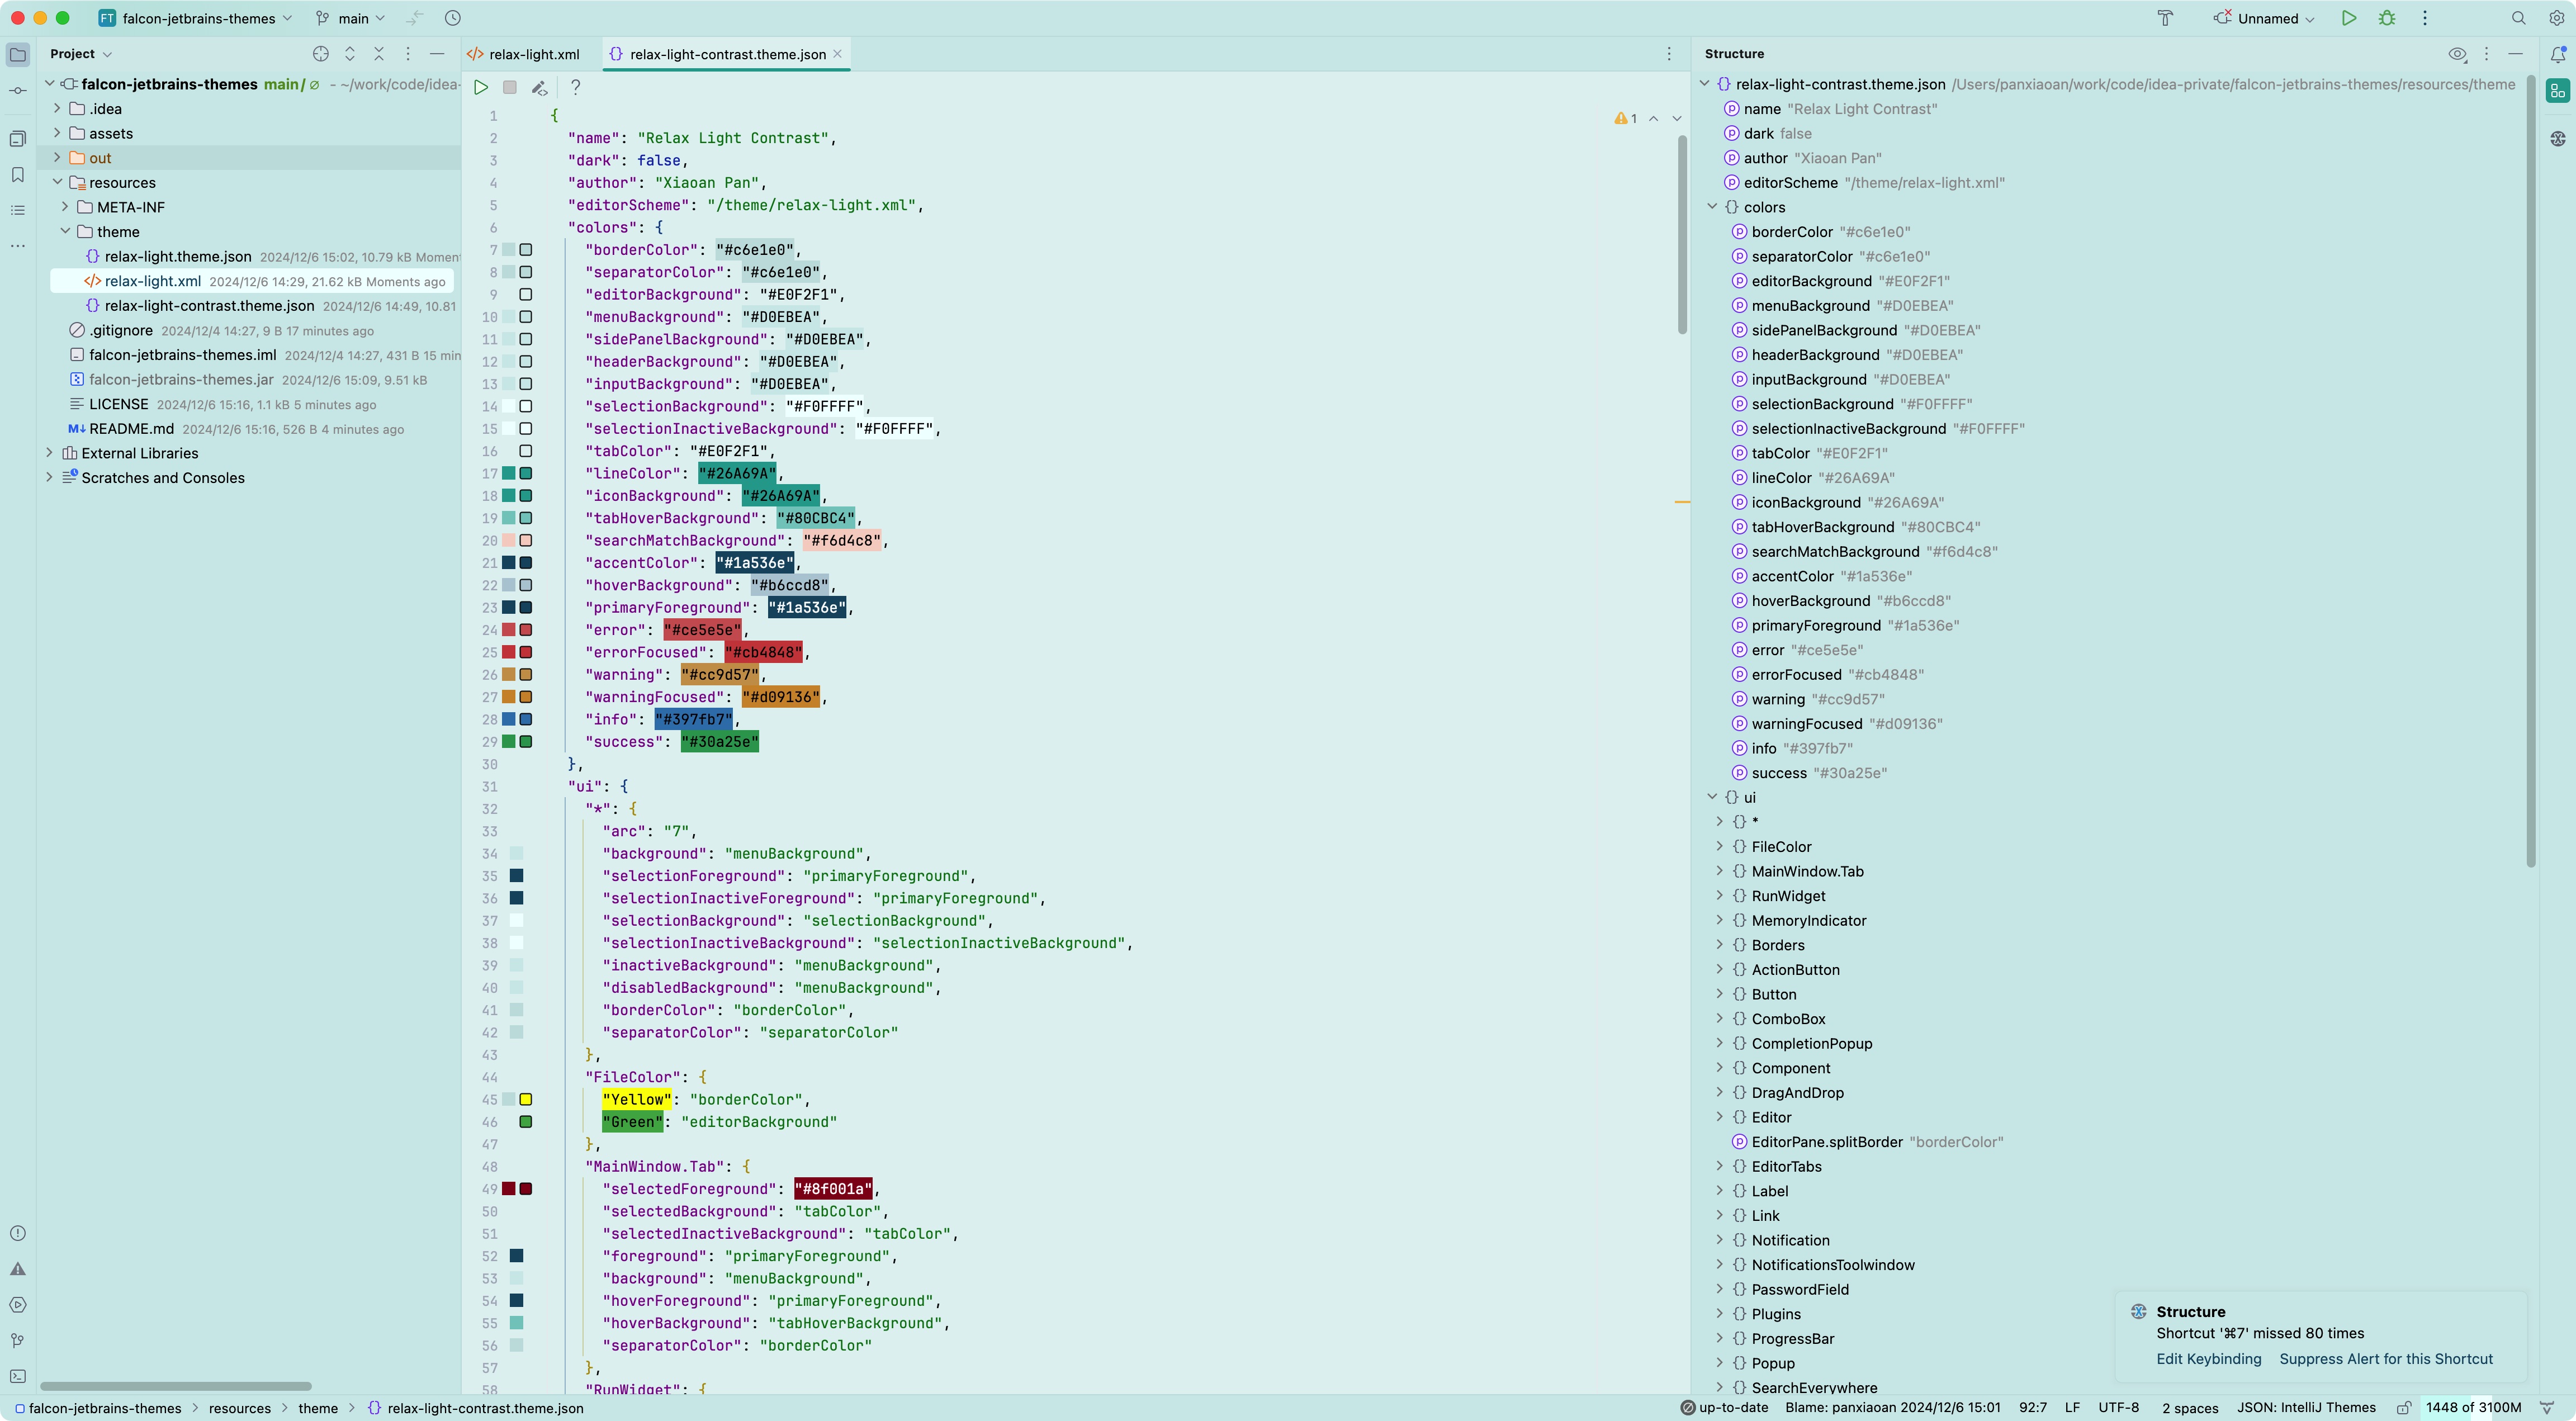 FT falcon-jetbrains-themes main Unnamed
Project
falcon-jetbrains-themes main / ∅ - ~/work/code/idea-
.idea
assets
out
resources
META-INF
theme
relax-light.theme.json 2024/12/6 15:02, 10.79 kB Moment
relax-light.xml 2024/12/6 14:29, 21.62 kB Moments ago
relax-light-contrast.theme.json 2024/12/6 14:49, 10.81
.gitignore 2024/12/4 14:27, 9 B 17 minutes ago
falcon-jetbrains-themes.iml 2024/12/4 14:27, 431 B 15 min
falcon-jetbrains-themes.jar 2024/12/6 15:09, 9.51 kB
LICENSE 2024/12/6 15:16, 1.1 kB 5 minutes ago
M↓ README.md 2024/12/6 15:16, 526 B 4 minutes ago
External Libraries
Scratches and Consoles
</> relax-light.xml {} relax-light-contrast.theme.json
?
1
1 {
2 "name": "Relax Light Contrast",
3 "dark": false,
4 "author": "Xiaoan Pan",
5 "editorScheme": "/theme/relax-light.xml",
6 "colors": {
7 "borderColor": "#c6e1e0",
8 "separatorColor": "#c6e1e0",
9 "editorBackground": "#E0F2F1",
10 "menuBackground": "#D0EBEA",
11 "sidePanelBackground": "#D0EBEA",
12 "headerBackground": "#D0EBEA",
13 "inputBackground": "#D0EBEA",
14 "selectionBackground": "#F0FFFF",
15 "selectionInactiveBackground": "#F0FFFF",
16 "tabColor": "#E0F2F1",
17 "lineColor": "#26A69A",
18 "iconBackground": "#26A69A",
19 "tabHoverBackground": "#80CBC4",
20 "searchMatchBackground": "#f6d4c8",
21 "accentColor": "#1a536e",
22 "hoverBackground": "#b6ccd8",
23 "primaryForeground": "#1a536e",
24 "error": "#ce5e5e",
25 "errorFocused": "#cb4848",
26 "warning": "#cc9d57",
27 "warningFocused": "#d09136",
28 "info": "#397fb7",
29 "success": "#30a25e"
30 },
31 "ui": {
32 "*": {
33 "arc": "7",
34 "background": "menuBackground",
35 "selectionForeground": "primaryForeground",
36 "selectionInactiveForeground": "primaryForeground",
37 "selectionBackground": "selectionBackground",
38 "selectionInactiveBackground": "selectionInactiveBackground",
39 "inactiveBackground": "menuBackground",
40 "disabledBackground": "menuBackground",
41 "borderColor": "borderColor",
42 "separatorColor": "separatorColor"
43 },
44 "FileColor": {
45 "Yellow": "borderColor",
46 "Green": "editorBackground"
47 },
48 "MainWindow.Tab": {
49 "selectedForeground": "#8f001a",
50 "selectedBackground": "tabColor",
51 "selectedInactiveBackground": "tabColor",
52 "foreground": "primaryForeground",
53 "background": "menuBackground",
54 "hoverForeground": "primaryForeground",
55 "hoverBackground": "tabHoverBackground",
56 "separatorColor": "borderColor"
57 },
58 "RunWidget": {
Structure
{} relax-light-contrast.theme.json /Users/panxiaoan/work/code/idea-private/falcon-jetbrains-themes/resources/theme
p name "Relax Light Contrast"
p dark false
p author "Xiaoan Pan"
p editorScheme "/theme/relax-light.xml"
{} colors
p borderColor "#c6e1e0"
p separatorColor "#c6e1e0"
p editorBackground "#E0F2F1"
p menuBackground "#D0EBEA"
p sidePanelBackground "#D0EBEA"
p headerBackground "#D0EBEA"
p inputBackground "#D0EBEA"
p selectionBackground "#F0FFFF"
p selectionInactiveBackground "#F0FFFF"
p tabColor "#E0F2F1"
p lineColor "#26A69A"
p iconBackground "#26A69A"
p tabHoverBackground "#80CBC4"
p searchMatchBackground "#f6d4c8"
p accentColor "#1a536e"
p hoverBackground "#b6ccd8"
p primaryForeground "#1a536e"
p error "#ce5e5e"
p errorFocused "#cb4848"
p warning "#cc9d57"
p warningFocused "#d09136"
p info "#397fb7"
p success "#30a25e"
{} ui
{} *
{} FileColor
{} MainWindow.Tab
{} RunWidget
{} MemoryIndicator
{} Borders
{} ActionButton
{} Button
{} ComboBox
{} CompletionPopup
{} Component
{} DragAndDrop
{} Editor
p EditorPane.splitBorder "borderColor"
{} EditorTabs
{} Label
{} Link
{} Notification
{} NotificationsToolwindow
{} PasswordField
{} Plugins
{} ProgressBar
{} Popup
{} SearchEverywhere
Structure
Shortcut '⌘7' missed 80 times
Edit Keybinding Suppress Alert for this Shortcut
falcon-jetbrains-themes > resources > theme > {} relax-light-contrast.theme.json
up-to-date Blame: panxiaoan 2024/12/6 15:01 92:7 LF UTF-8 2 spaces JSON: IntelliJ Themes 1448 of 3100M